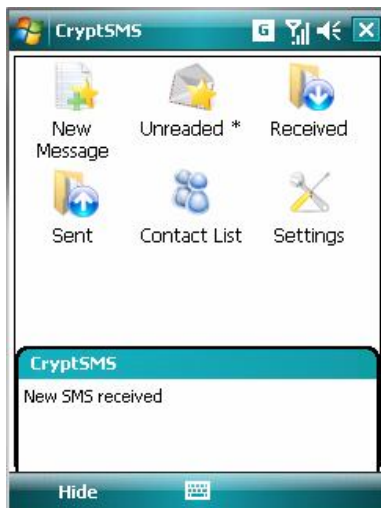 CryptSMS
G
New
Message
Unreaded *
Received
Sent
Contact List
Settings
CryptSMS
New SMS received
Hide